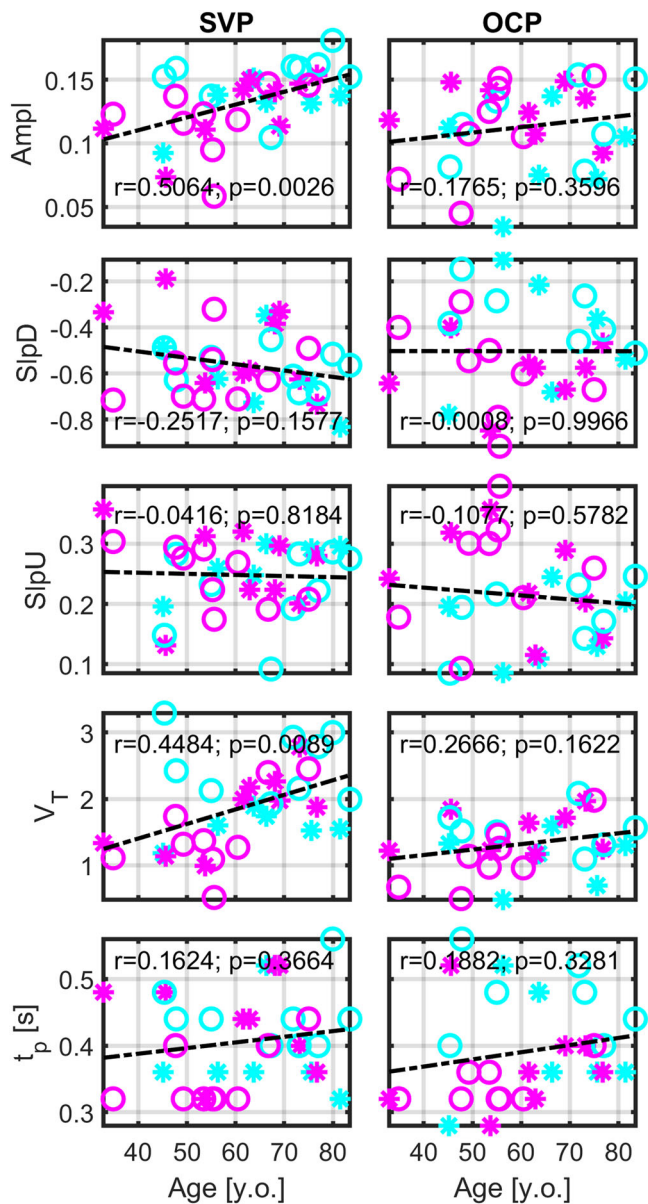 SVP OCP
Ampl
0.15
0.1
0.05
r=0.5064; p=0.0026
r=0.1765; p=0.3596
SlpD
-0.2
-0.4
-0.6
-0.8
r=-0.2517; p=0.1577
r=-0.0008; p=0.9966
SlpU
0.3
0.2
0.1
r=-0.0416; p=0.8184
r=-0.1077; p=0.5782
V_T
3
2
1
r=0.4484; p=0.0089
r=0.2666; p=0.1622
t_p [s]
0.5
0.4
0.3
r=0.1624; p=0.3664
r=0.1882; p=0.3281
40 50 60 70 80
40 50 60 70 80
Age [y.o.] Age [y.o.]